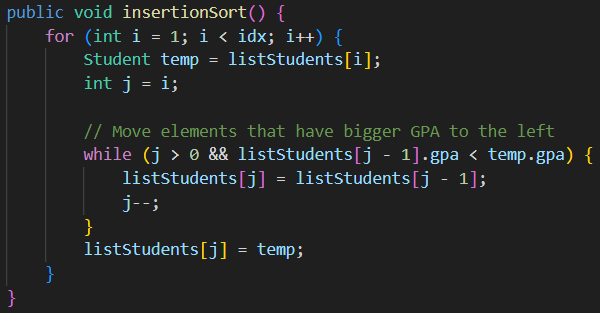 public void insertionSort() {
    for (int i = 1; i < idx; i++) {
        Student temp = listStudents[i];
        int j = i;

        // Move elements that have bigger GPA to the left
        while (j > 0 && listStudents[j - 1].gpa < temp.gpa) {
            listStudents[j] = listStudents[j - 1];
            j--;
        }
        listStudents[j] = temp;
    }
}